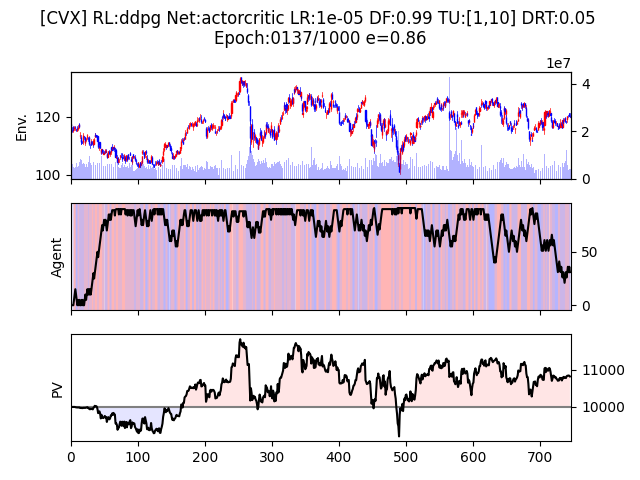 [CVX] RL:ddpg Net:actorcritic LR:1e-05 DF:0.99 TU:[1,10] DRT:0.05
Epoch:0137/1000 e=0.86
1e7
Env.
120
100
4
2
0
Agent
50
0
PV
11000
10000
0 100 200 300 400 500 600 700